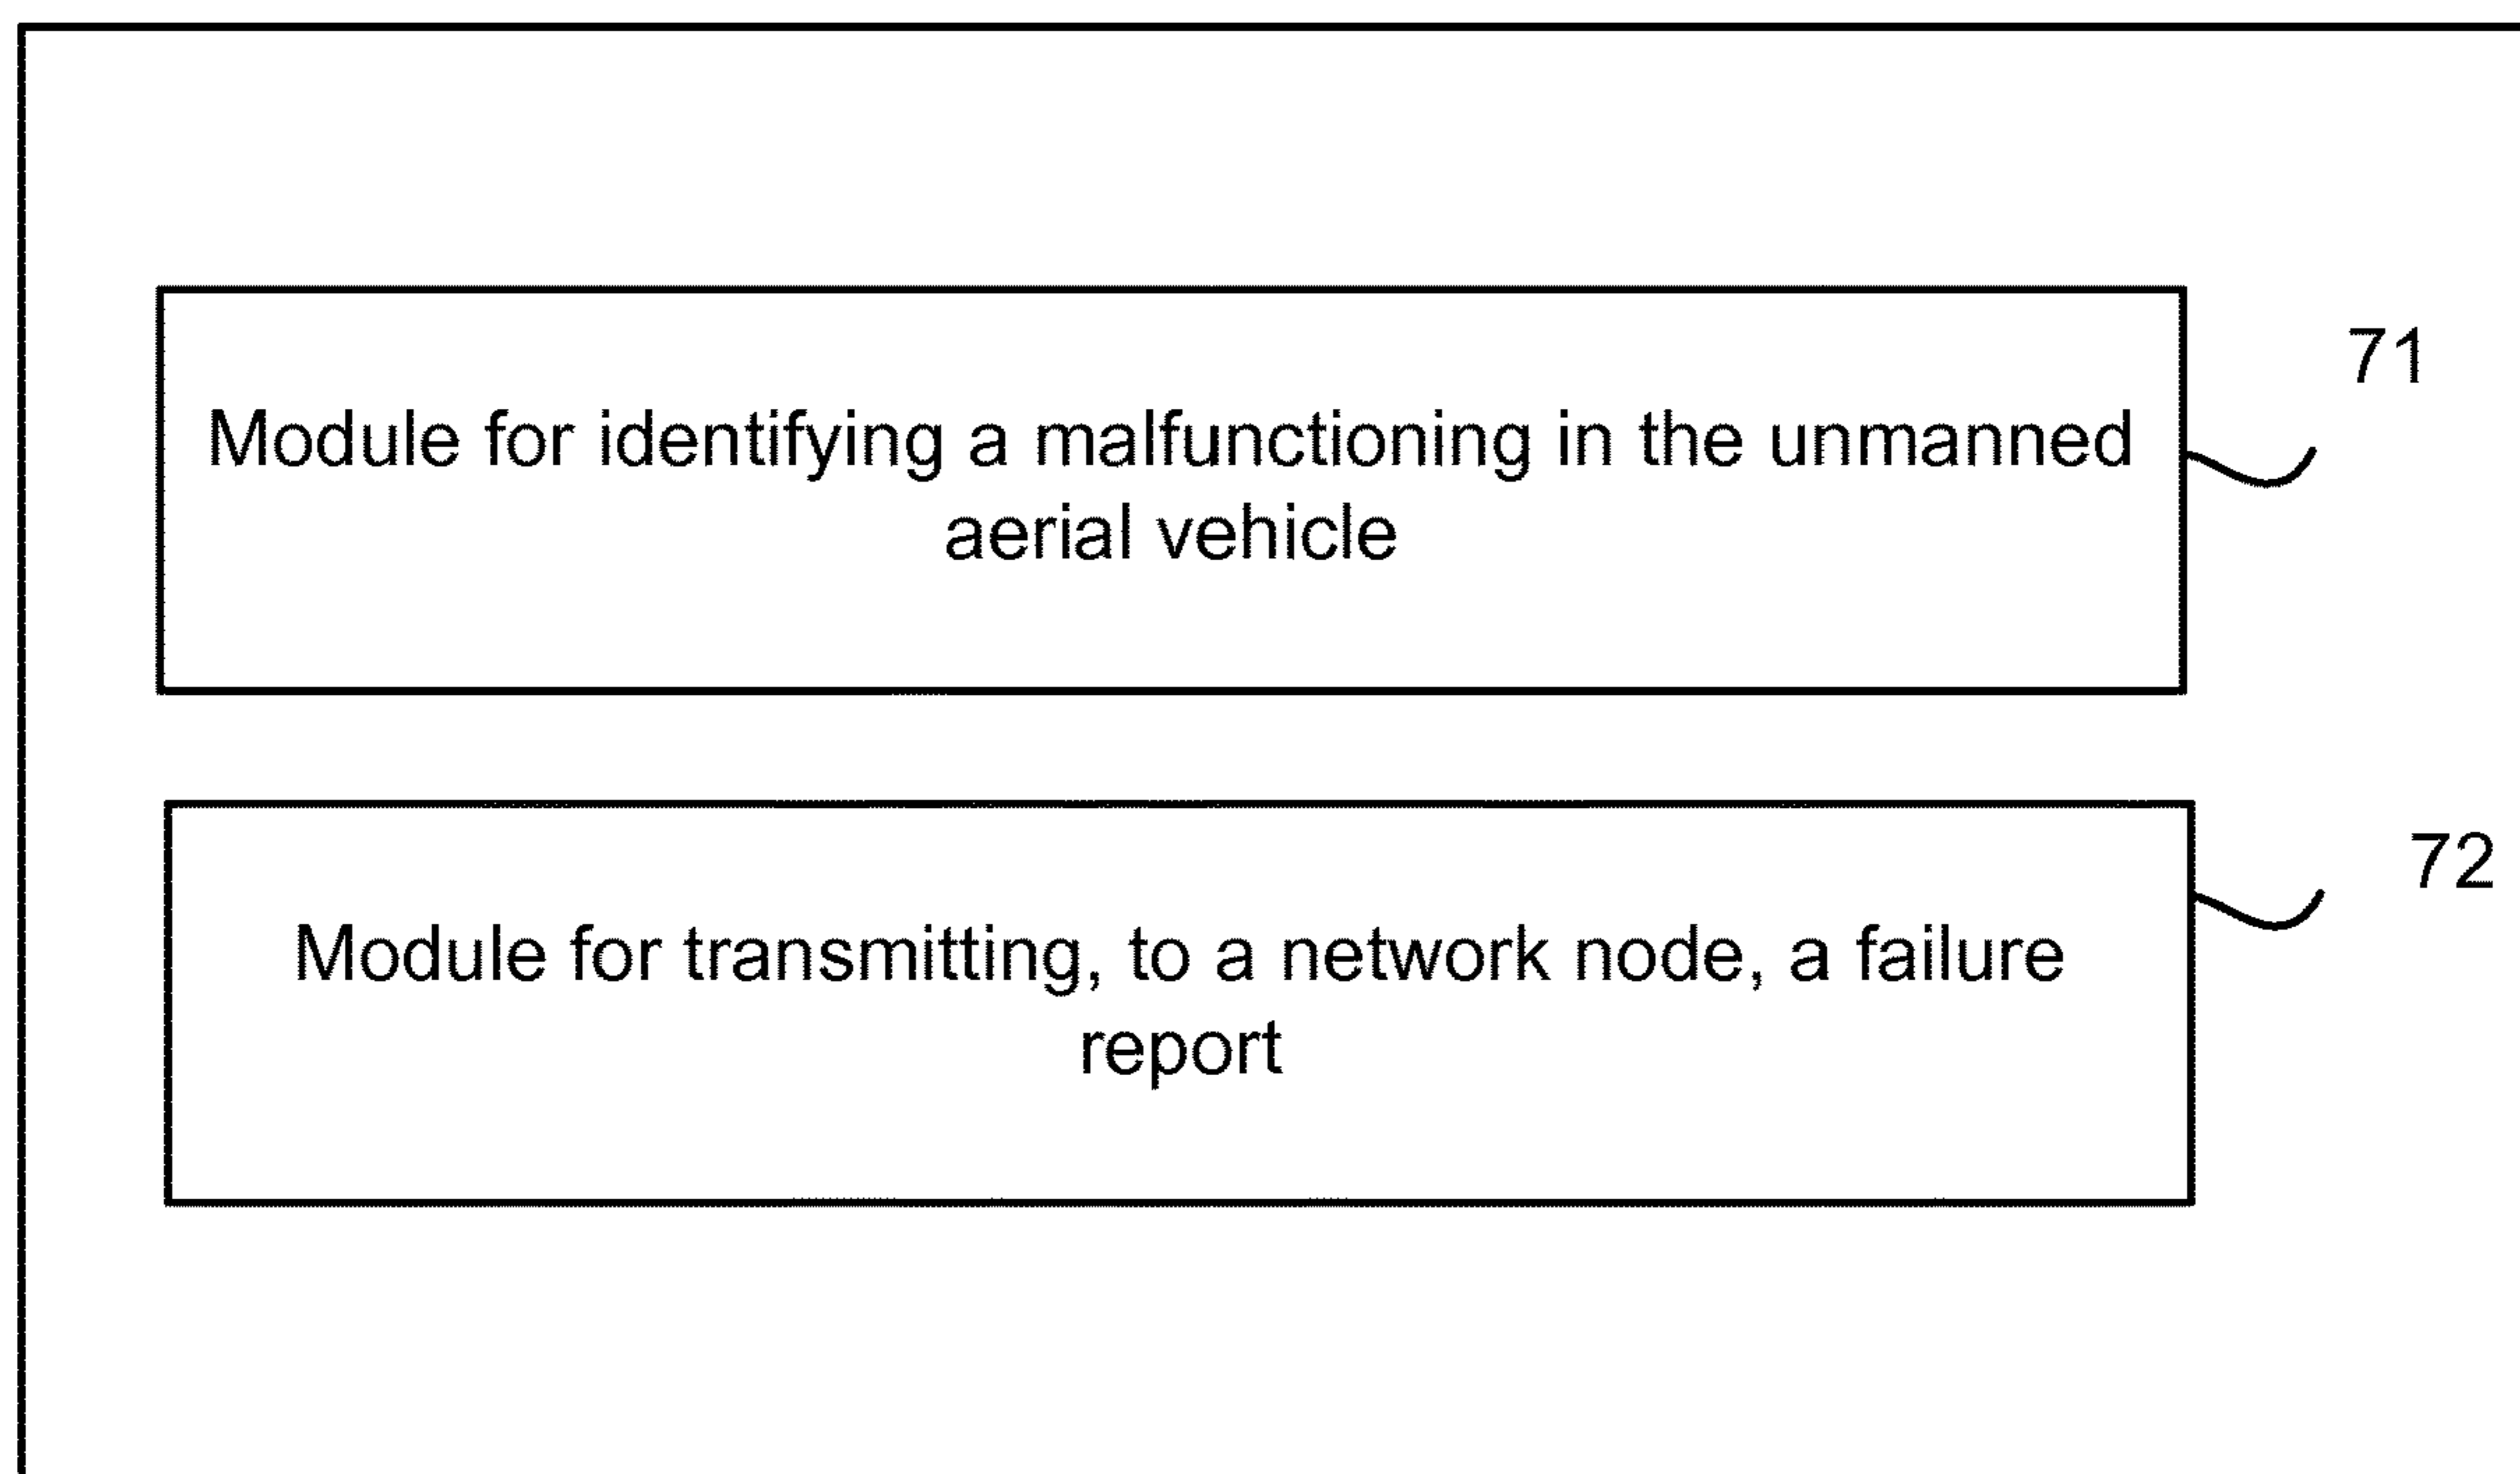 71
Module for identifying a malfunctioning in the unmanned
aerial vehicle
72
Module for transmitting, to a network node, a failure
report